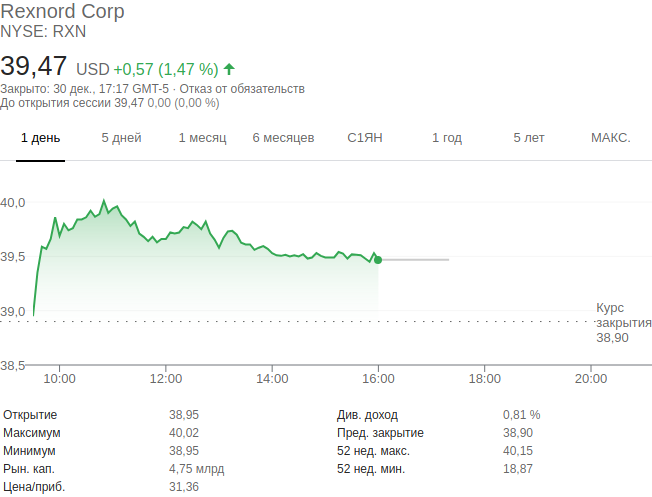 Rexnord Corp
NYSE: RXN
39,47 USD +0,57 (1,47 %)
Закрыто: 30 дек., 17:17 GMT-5 · Отказ от обязательств
До открытия сессии 39,47 0,00 (0,00 %)
1 день 5 дней 1 месяц 6 месяцев С1ЯН 1 год 5 лет МАКС.
40,0
39,5
39,0
Курс
закрытия
38,90
38,5
10:00 12:00 14:00 16:00 18:00 20:00
Открытие 38,95 Див. доход 0,81 %
Максимум 40,02 Пред. закрытие 38,90
Минимум 38,95 52 нед. макс. 40,15
Рын. кап. 4,75 млрд 52 нед. мин. 18,87
Цена/приб. 31,36